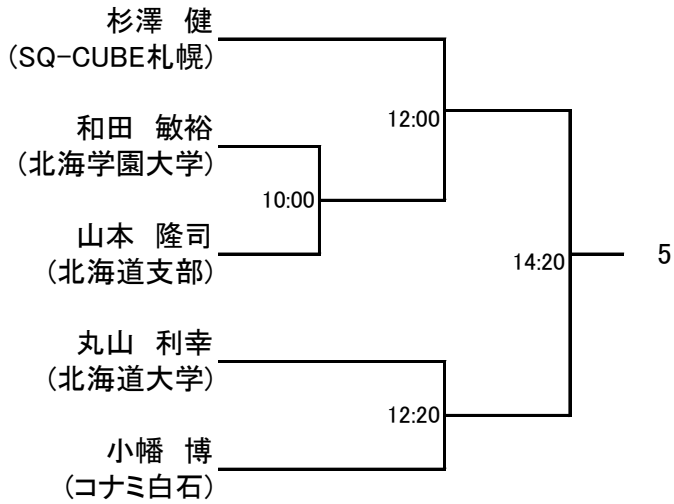 杉澤　健
(SQ-CUBE札幌)
12:00
和田　敏裕
(北海学園大学)
10:00
山本　隆司
(北海道支部)
14:20
5
丸山　利幸
(北海道大学)
12:20
小幡　博
(コナミ白石)